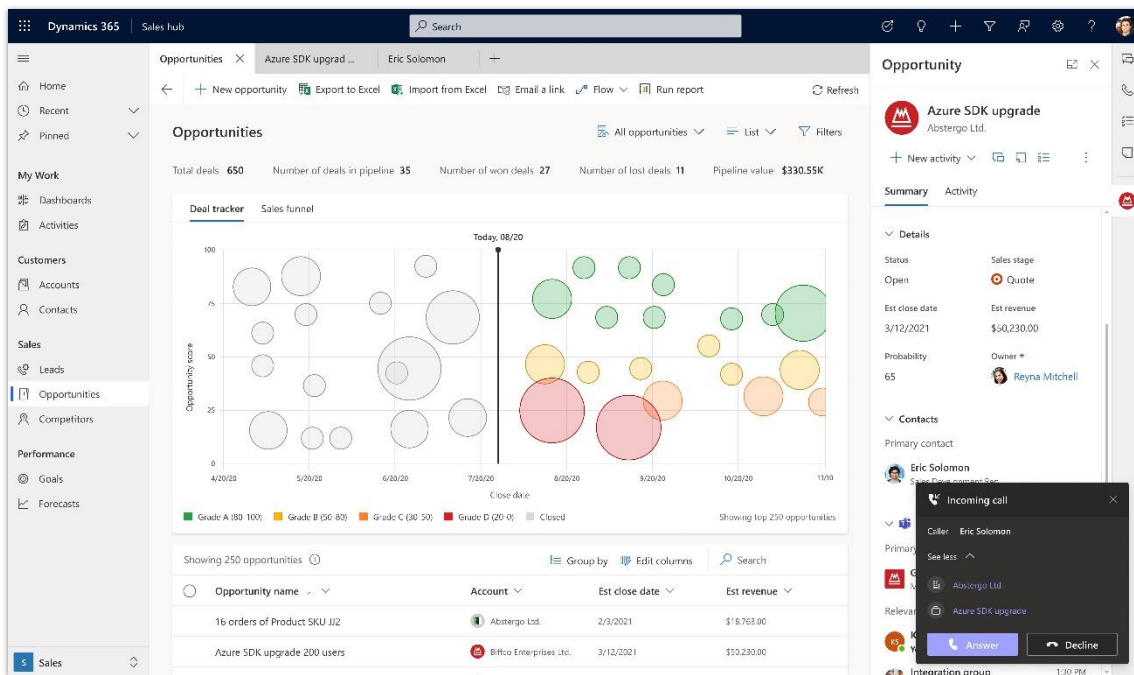 Dynamics 365 Sales hub Search ?
Opportunities Azure SDK upgrad ... Eric Solomon
New opportunity Export to Excel Import from Excel Email a link Flow Run report Refresh
Opportunities All opportunities List Filters
Total deals 650 Number of deals in pipeline 35 Number of won deals 27 Number of lost deals 11 Pipeline value $330.55K
Deal tracker Sales funnel
Today, 08/20
Opportunity score
100
75
50
25
0
4/20/20 5/20/20 6/20/20 7/20/20 8/20/20 9/20/20 10/20/20 11/10
Close date
Grade A (80-100) Grade B (50-80) Grade C (30-50) Grade D (20-0) Closed Showing top 250 opportunities
Showing 250 opportunities Group by Edit columns Search
Opportunity name Account Est close date Est revenue
16 orders of Product SKU JJ2 Abstergo Ltd. 2/3/2021 $18,763.00
Azure SDK upgrade 200 users Biffco Enterprises Ltd. 3/12/2021 $50,230.00
Home
Recent
Pinned
My Work
Dashboards
Activities
Customers
Accounts
Contacts
Sales
Leads
Opportunities
Competitors
Performance
Goals
Forecasts
S Sales
Opportunity
Azure SDK upgrade
Abstergo Ltd.
New activity
Summary Activity
Details
Status Sales stage
Open Quote
Est close date Est revenue
3/12/2021 $50,230.00
Probability Owner *
65 Reyna Mitchell
Contacts
Primary contact
Eric Solomon
Sales Development Rep
Incoming call
Caller Eric Solomon
See less
Abstergo Ltd
Azure SDK upgrade
Answer Decline
KS
Integration group 1:30 PM